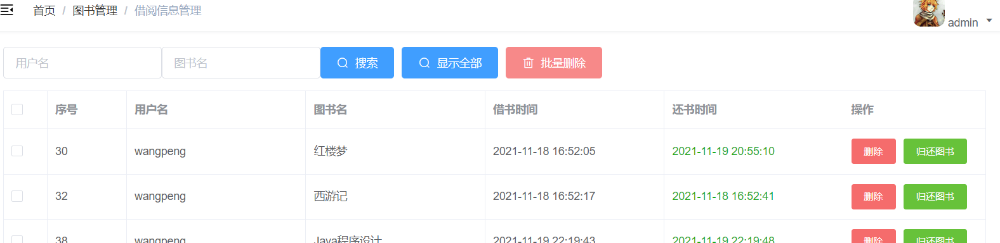 首页 / 图书管理 / 借阅信息管理
admin
用户名 图书名 搜索 显示全部 批量删除
序号 用户名 图书名 借书时间 还书时间 操作
30 wangpeng 红楼梦 2021-11-18 16:52:05 2021-11-19 20:55:10 删除 归还图书
32 wangpeng 西游记 2021-11-18 16:52:17 2021-11-18 16:52:41 删除 归还图书
38 wangpeng Java程序设计 2021-11-19 22:19:43 2021-11-19 22:19:48 删除 归还图书